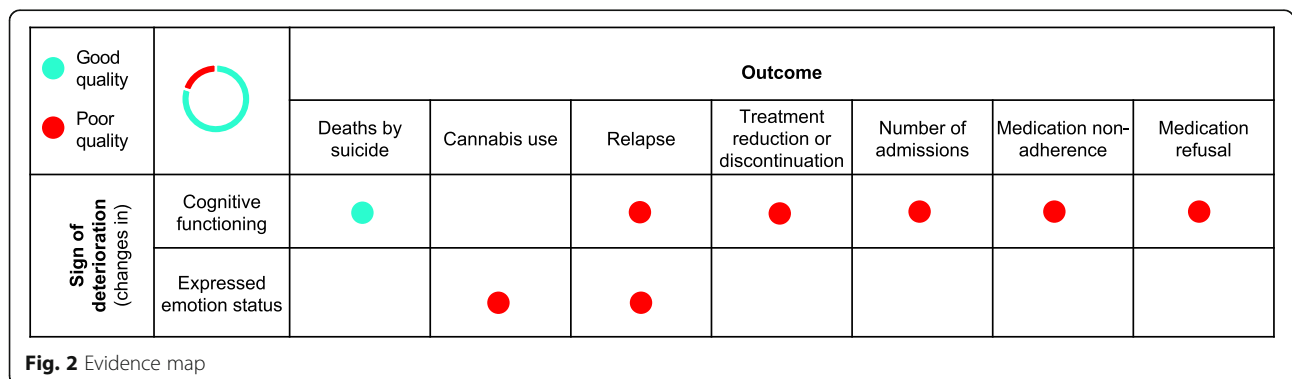 Good
quality
Poor
quality
Outcome
Deaths by
suicide
Cannabis use
Relapse
Treatment
reduction or
discontinuation
Number of
admissions
Medication non-
adherence
Medication
refusal
Sign of
deterioration
(changes in)
Cognitive
functioning
Expressed
emotion status
Fig. 2 Evidence map